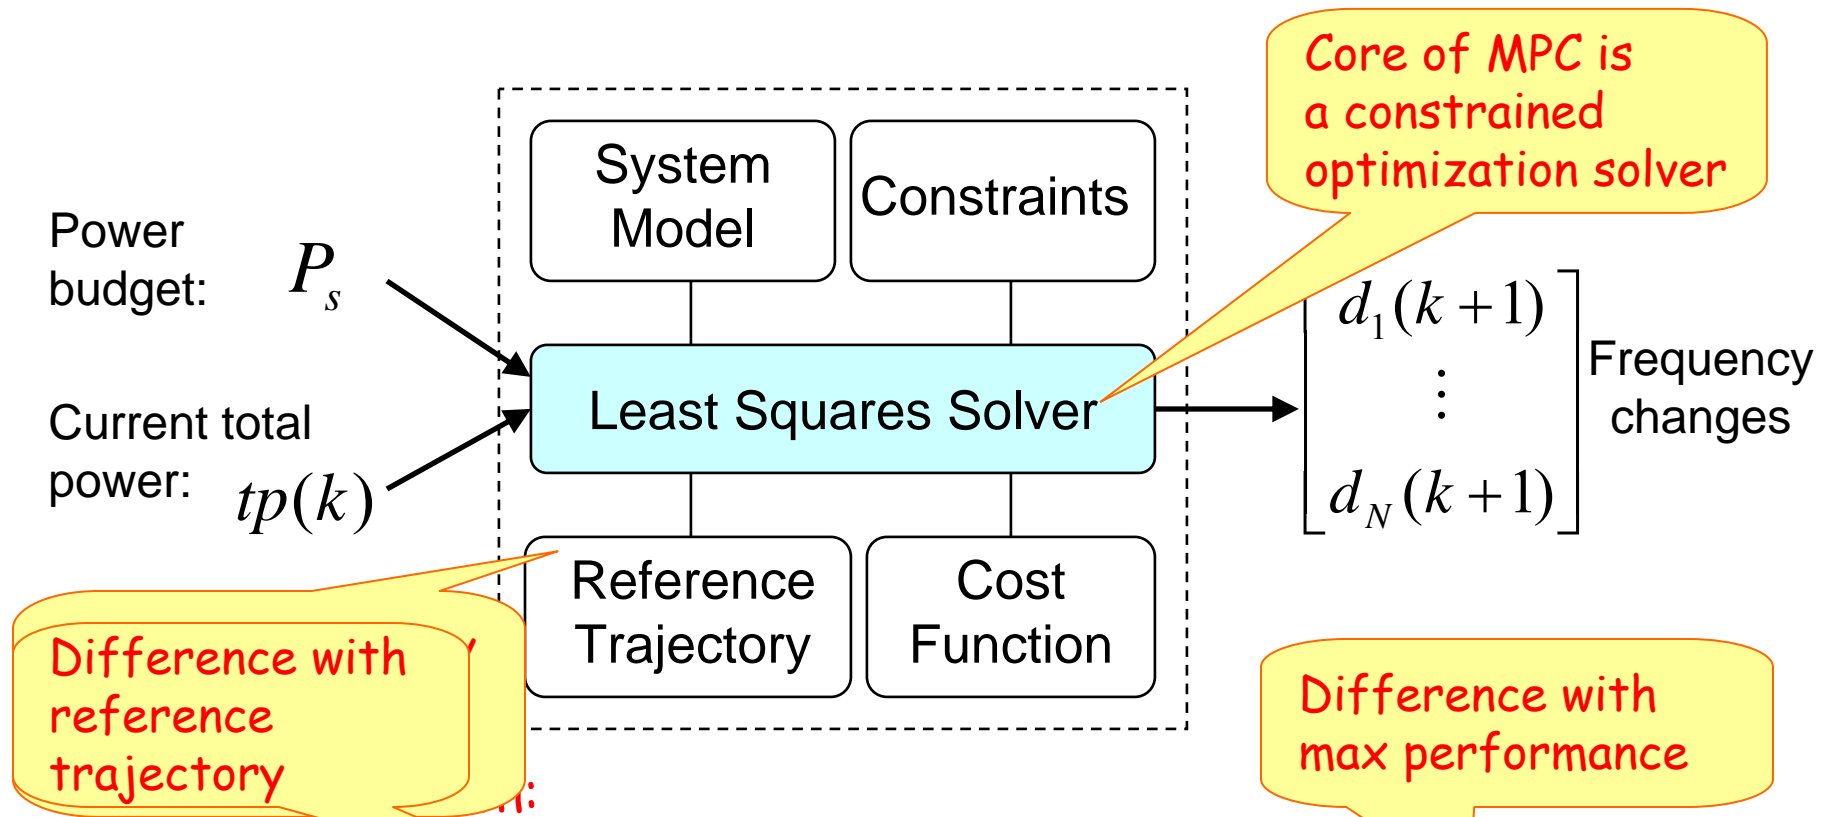 Core of MPC is
a constrained
optimization solver
System
Model
Constraints
Power
budget:
P_s
Least Squares Solver
Current total
power:
tp(k)
d_1(k+1)
⋮
d_N(k+1)
Frequency
changes
Reference
Trajectory
Cost
Function
Difference with
reference
trajectory
Difference with
max performance